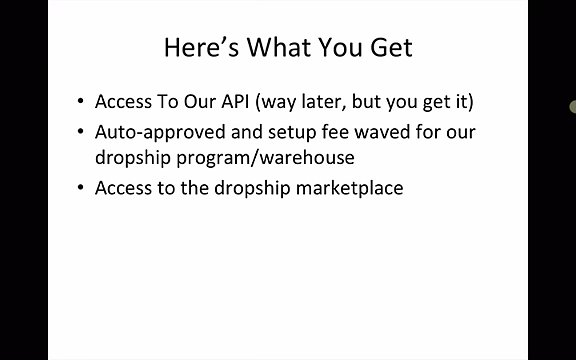 Here’s What You Get
• Access To Our API (way later, but you get it)
• Auto-approved and setup fee waved for our
dropship program/warehouse
• Access to the dropship marketplace